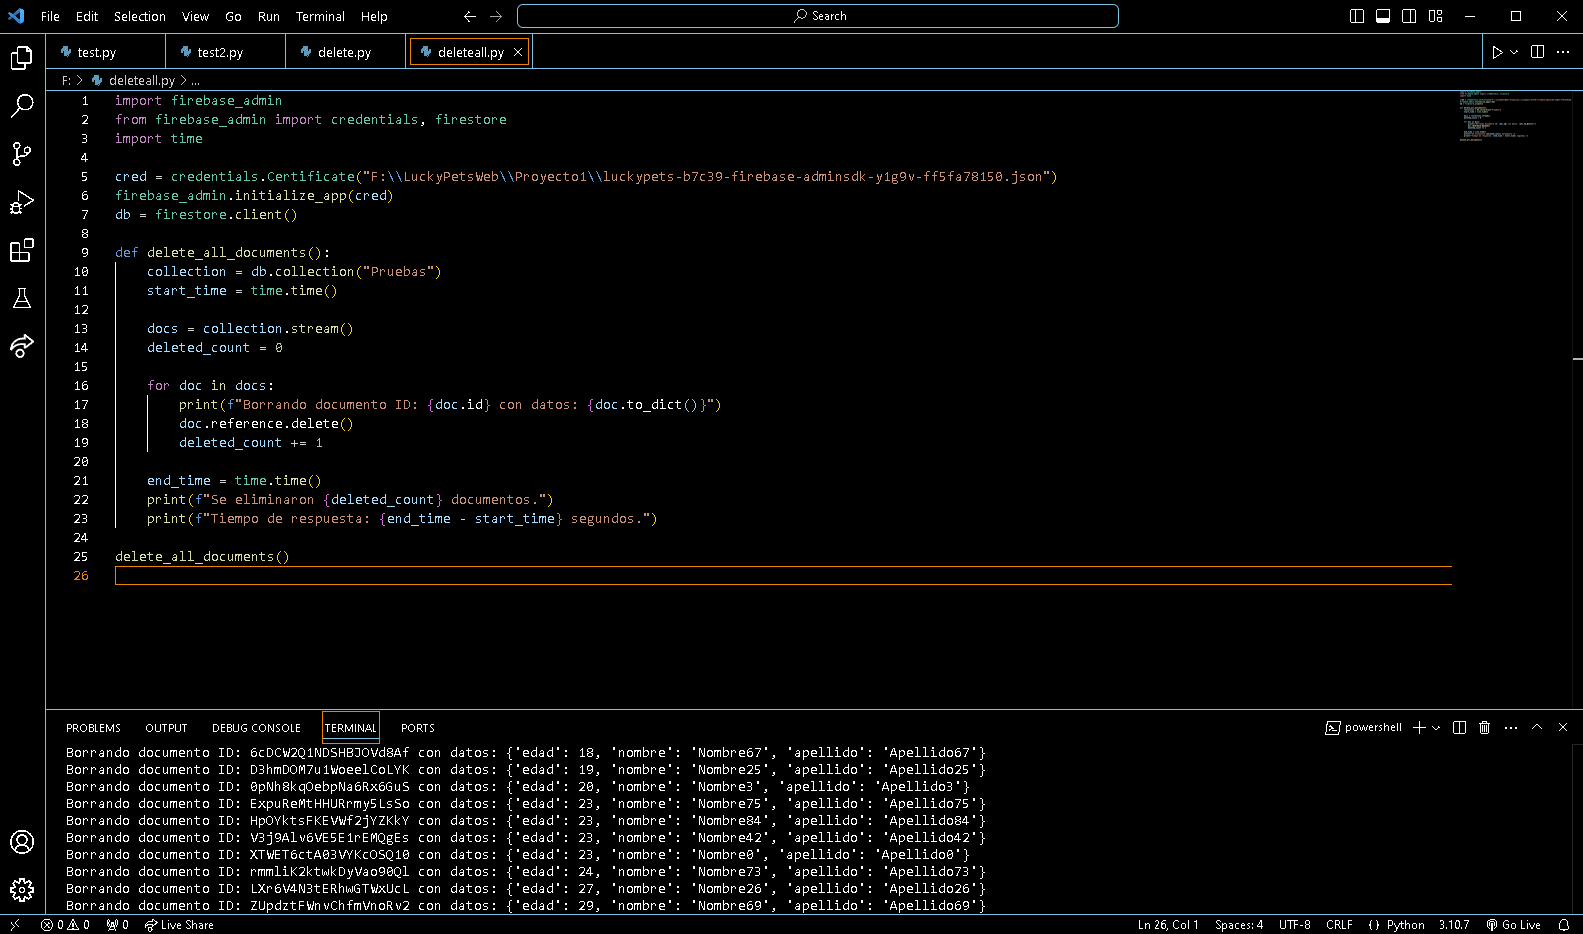 File Edit Selection View Go Run Terminal Help
Search
test.py test2.py delete.py deleteall.py
F: > deleteall.py > ...
1 import firebase_admin
2 from firebase_admin import credentials, firestore
3 import time
4
5 cred = credentials.Certificate("F:\\LuckyPetsWeb\\Proyecto1\\luckypets-b7c39-firebase-adminsdk-y1g9v-ff5fa78150.json")
6 firebase_admin.initialize_app(cred)
7 db = firestore.client()
8
9 def delete_all_documents():
10 collection = db.collection("Pruebas")
11 start_time = time.time()
12
13 docs = collection.stream()
14 deleted_count = 0
15
16 for doc in docs:
17 print(f"Borrando documento ID: {doc.id} con datos: {doc.to_dict()}")
18 doc.reference.delete()
19 deleted_count += 1
20
21 end_time = time.time()
22 print(f"Se eliminaron {deleted_count} documentos.")
23 print(f"Tiempo de respuesta: {end_time - start_time} segundos.")
24
25 delete_all_documents()
26
PROBLEMS OUTPUT DEBUG CONSOLE TERMINAL PORTS powershell
Borrando documento ID: 6cDCW2Q1NDSHBJOVd8Af con datos: {'edad': 18, 'nombre': 'Nombre67', 'apellido': 'Apellido67'}
Borrando documento ID: D3hmDOM7u1WoeelCoLYK con datos: {'edad': 19, 'nombre': 'Nombre25', 'apellido': 'Apellido25'}
Borrando documento ID: 0pNh8kqOebpNa6Rx6GuS con datos: {'edad': 20, 'nombre': 'Nombre3', 'apellido': 'Apellido3'}
Borrando documento ID: ExpuReMtHHURrmy5LsSo con datos: {'edad': 23, 'nombre': 'Nombre75', 'apellido': 'Apellido75'}
Borrando documento ID: HpOYktsFKEVWf2jYZKkY con datos: {'edad': 23, 'nombre': 'Nombre84', 'apellido': 'Apellido84'}
Borrando documento ID: V3j9Alv6VE5E1rEMQgEs con datos: {'edad': 23, 'nombre': 'Nombre42', 'apellido': 'Apellido42'}
Borrando documento ID: XTWET6ctA03VYKcOSQ10 con datos: {'edad': 23, 'nombre': 'Nombre0', 'apellido': 'Apellido0'}
Borrando documento ID: rmmliK2ktwkDyVao90Ql con datos: {'edad': 24, 'nombre': 'Nombre73', 'apellido': 'Apellido73'}
Borrando documento ID: LXr6V4N3tERhwGTWxUcL con datos: {'edad': 27, 'nombre': 'Nombre26', 'apellido': 'Apellido26'}
Borrando documento ID: ZUpdztFWnvChfmVnoRv2 con datos: {'edad': 29, 'nombre': 'Nombre69', 'apellido': 'Apellido69'}
0 0 0 Live Share Ln 26, Col 1 Spaces: 4 UTF-8 CRLF {} Python 3.10.7 Go Live